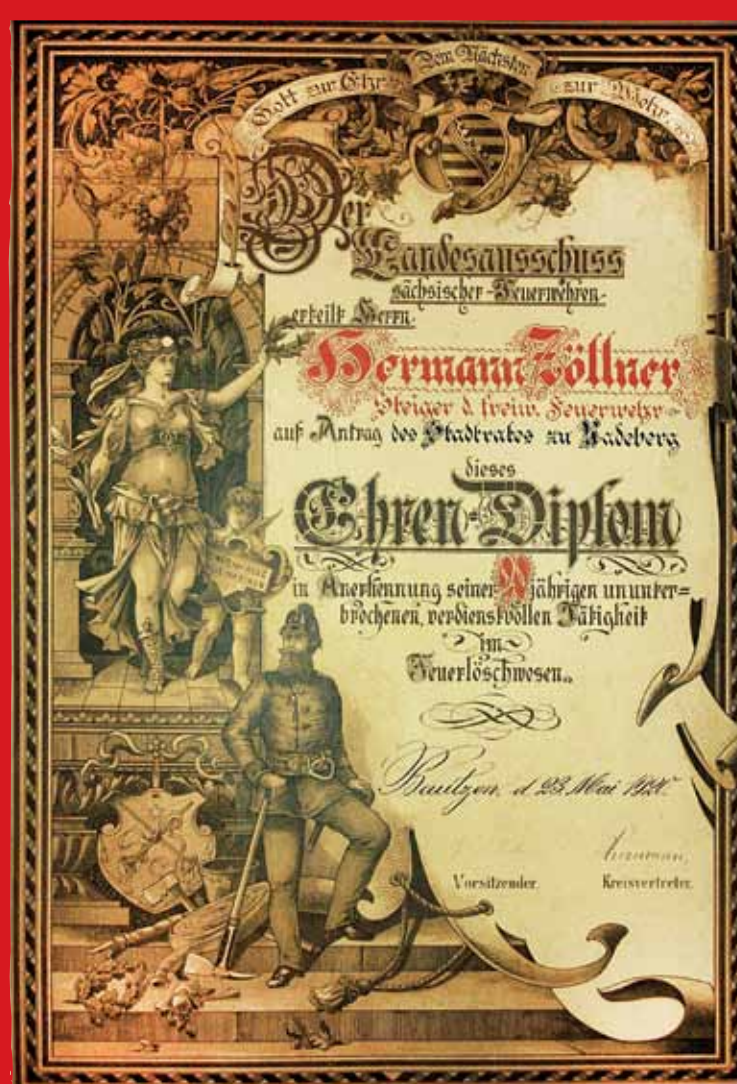 Gott zur Ehr
Dem Nächsten
zur Wehr
Der
Landesausschuss
sächsischer Feuerwehren
erteilt Herrn
Hermann Zöllner
Steiger d. freiw. Feuerwehr
auf Antrag des Stadtrates zu Radeberg
dieses
Ehren-Diplom
in Anerkennung seiner jährigen ununter=
brochenen, verdienstvollen Tätigkeit
im
Feuerlöschwesen.
Bautzen, d 23. Mai
Vorsitzender.
Kreisvertreter.